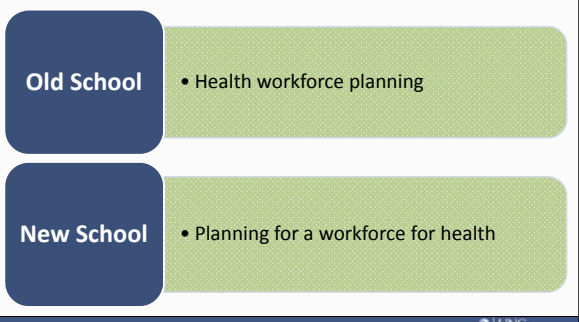 Old School
• Health workforce planning
New School
• Planning for a workforce for health